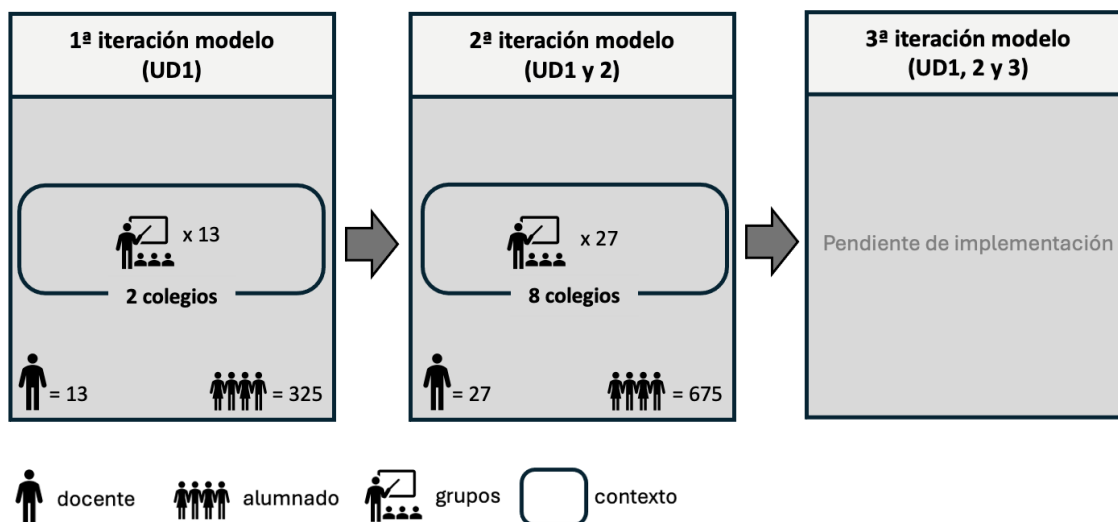 1ª iteración modelo
(UD1)
x 13
2 colegios
= 13
= 325
2ª iteración modelo
(UD1 y 2)
x 27
8 colegios
= 27
= 675
3ª iteración modelo
(UD1, 2 y 3)
Pendiente de implementación
docente
alumnado
grupos
contexto